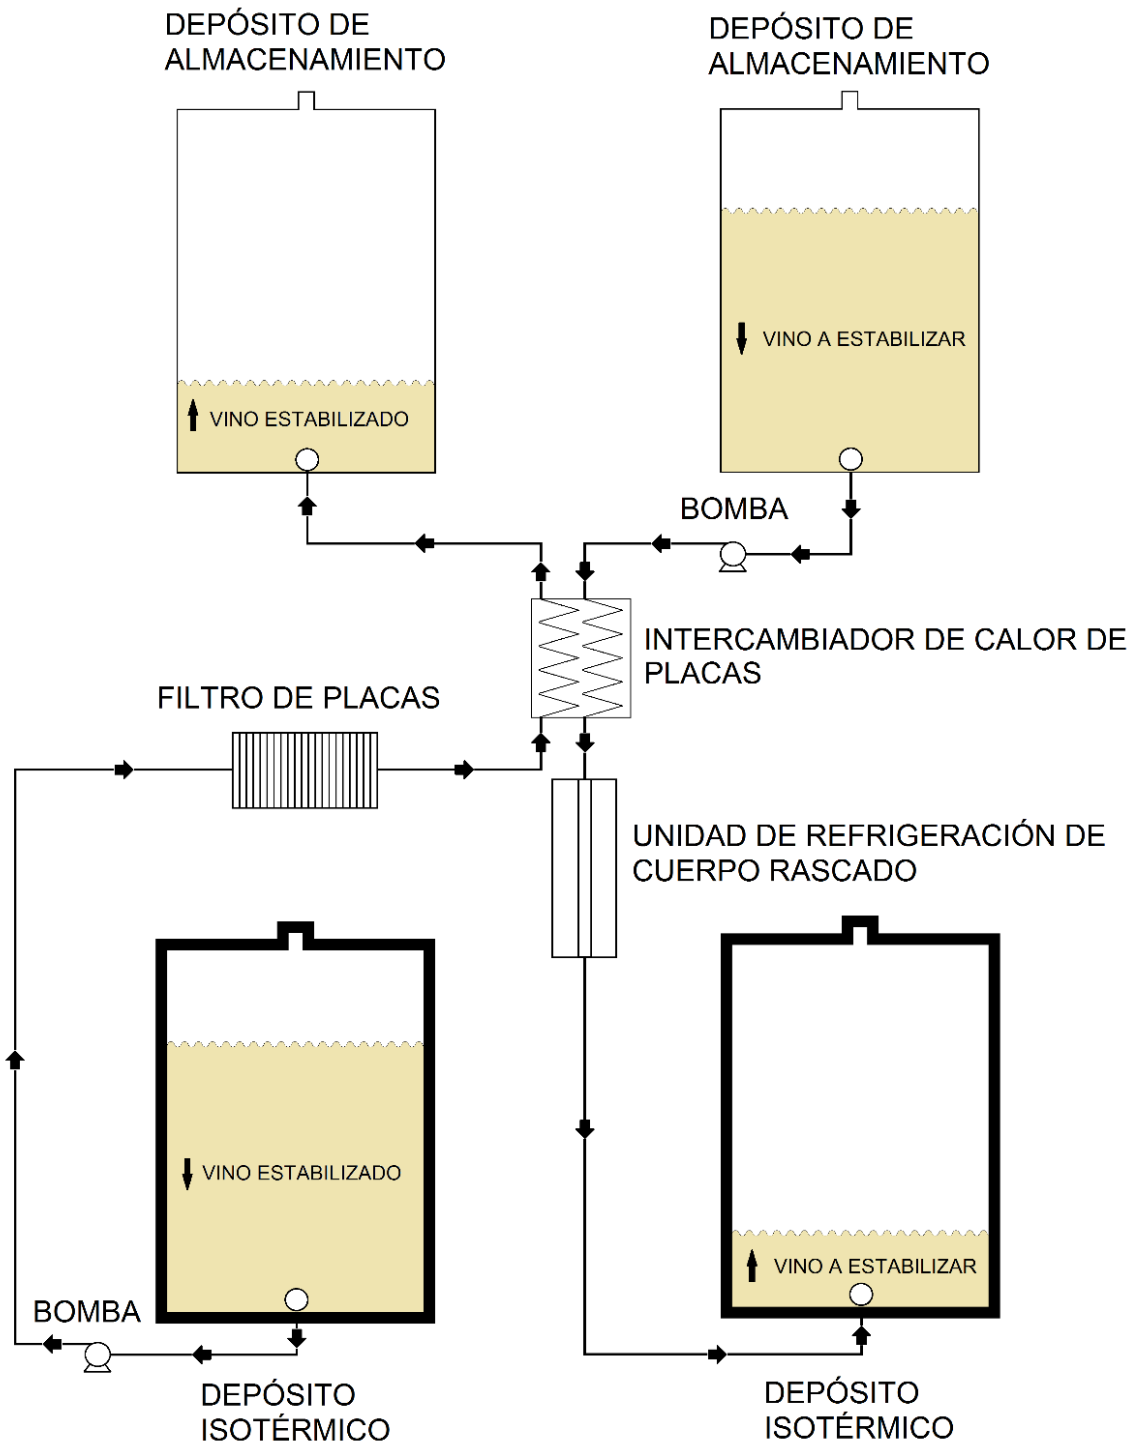 DEPÓSITO DE
ALMACENAMIENTO
DEPÓSITO DE
ALMACENAMIENTO
VINO A ESTABILIZAR
VINO ESTABILIZADO
BOMBA
INTERCAMBIADOR DE CALOR DE
PLACAS
FILTRO DE PLACAS
UNIDAD DE REFRIGERACIÓN DE
CUERPO RASCADO
VINO ESTABILIZADO
VINO A ESTABILIZAR
BOMBA
DEPÓSITO
ISOTÉRMICO
DEPÓSITO
ISOTÉRMICO